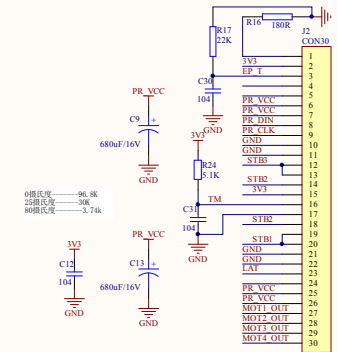 R17
22K
R16
180R
J2
CON30
1
3V3
2
EP_T
3
4
C30
104
5
PR_VCC
6
PR_VCC
7
PR_DIN
8
PR_CLK
9
GND
10
GND
11
STB3
12
13
STB2
14
3V3
15
16
17
STB2
18
19
STB1
20
GND
21
GND
22
LAT
23
24
PR_VCC
25
PR_VCC
26
MOT1_OUT
27
MOT2_OUT
28
MOT3_OUT
29
MOT4_OUT
30
GND
PR_VCC
C9
+
680uF/16V
GND
3V3
R24
5.1K
TM
C31
104
GND
0摄氏度-------96.8K
25摄氏度------30K
80摄氏度------3.74k
3V3
C12
104
GND
PR_VCC
C13
+
680uF/16V
GND